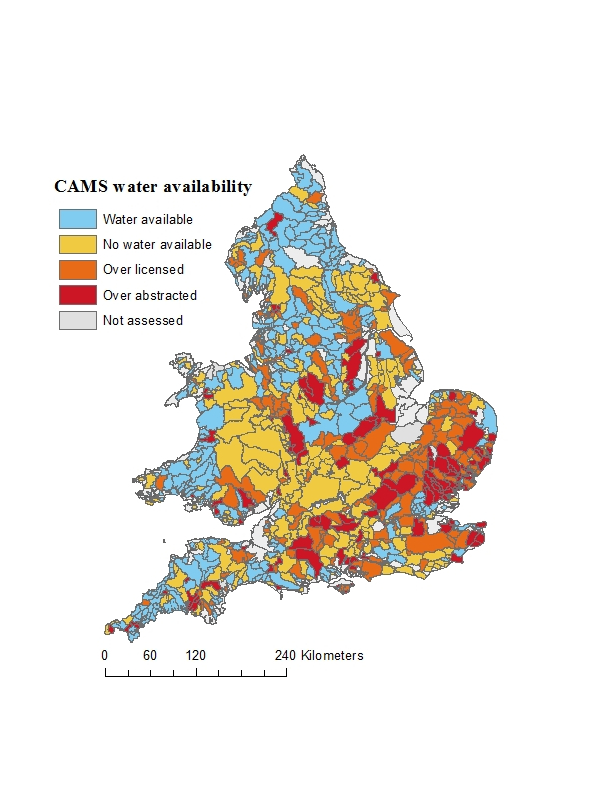 CAMS water availability
Water available
No water available
Over licensed
Over abstracted
Not assessed
0 60 120 240 Kilometers